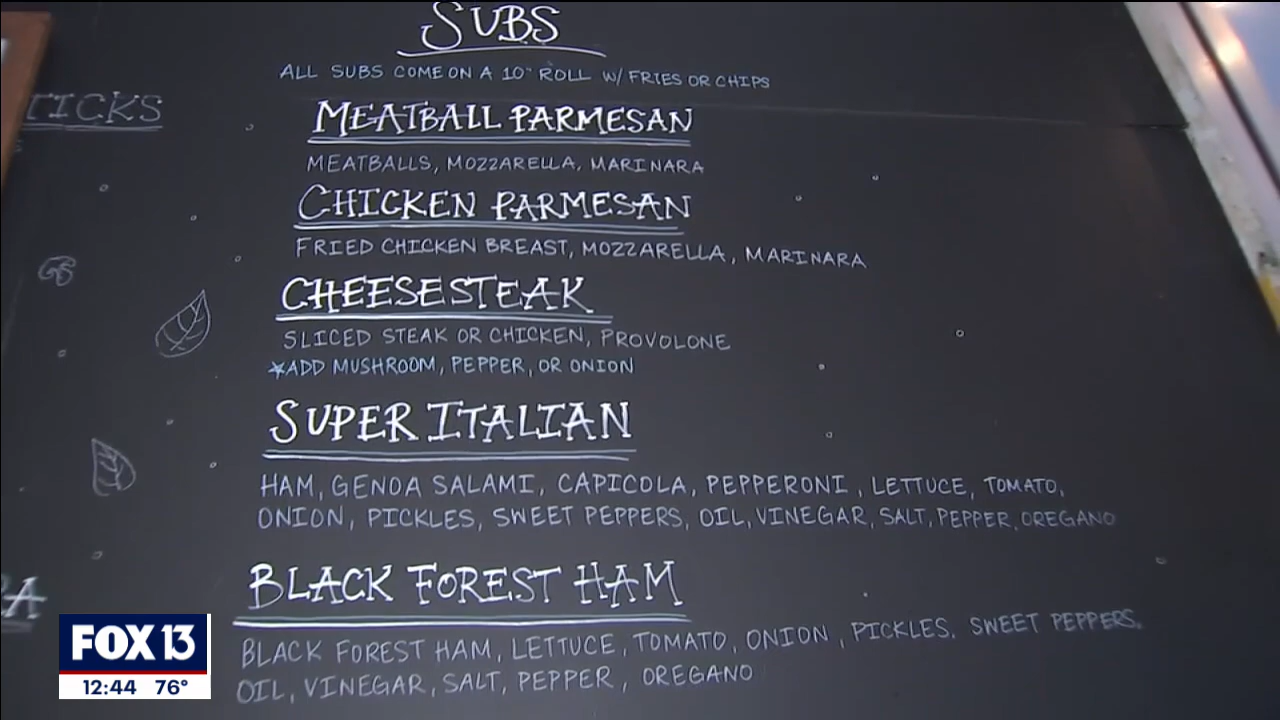 SUBS
ALL SUBS COME ON A 10" ROLL W/ FRIES OR CHIPS
TICKS
MEATBALL PARMESAN
MEATBALLS, MOZZARELLA, MARINARA
CHICKEN PARMESAN
FRIED CHICKEN BREAST, MOZZARELLA, MARINARA
CHEESESTEAK
SLICED STEAK OR CHICKEN, PROVOLONE
*ADD MUSHROOM, PEPPER, OR ONION
SUPER ITALIAN
HAM, GENOA SALAMI, CAPICOLA, PEPPERONI, LETTUCE, TOMATO,
ONION, PICKLES, SWEET PEPPERS, OIL, VINEGAR, SALT, PEPPER, OREGANO
BLACK FOREST HAM
RA
BLACK FOREST HAM, LETTUCE, TOMATO, ONION, PICKLES, SWEET PEPPERS,
OIL, VINEGAR, SALT, PEPPER, OREGANO
FOX 13
12:44 76°